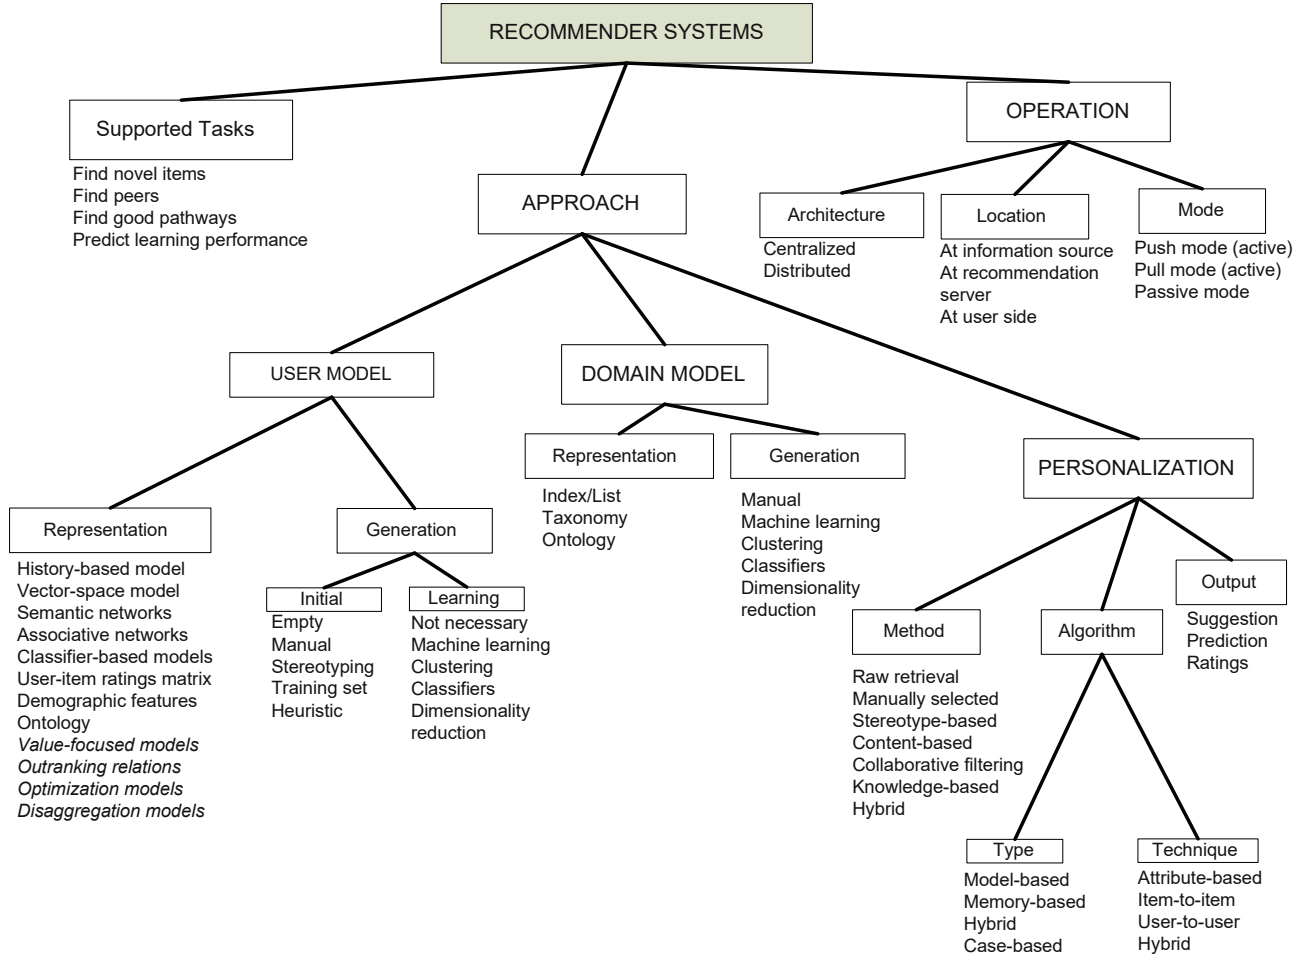 RECOMMENDER SYSTEMS
Supported Tasks
Find novel items
Find peers
Find good pathways
Predict learning performance
APPROACH
OPERATION
Architecture
Centralized
Distributed
Location
At information source
At recommendation
server
At user side
Mode
Push mode (active)
Pull mode (active)
Passive mode
USER MODEL
DOMAIN MODEL
PERSONALIZATION
Representation
History-based model
Vector-space model
Semantic networks
Associative networks
Classifier-based models
User-item ratings matrix
Demographic features
Ontology
Value-focused models
Outranking relations
Optimization models
Disaggregation models
Generation
Initial
Empty
Manual
Stereotyping
Training set
Heuristic
Learning
Not necessary
Machine learning
Clustering
Classifiers
Dimensionality
reduction
Representation
Index/List
Taxonomy
Ontology
Generation
Manual
Machine learning
Clustering
Classifiers
Dimensionality
reduction
Method
Raw retrieval
Manually selected
Stereotype-based
Content-based
Collaborative filtering
Knowledge-based
Hybrid
Algorithm
Output
Suggestion
Prediction
Ratings
Type
Model-based
Memory-based
Hybrid
Case-based
Technique
Attribute-based
Item-to-item
User-to-user
Hybrid